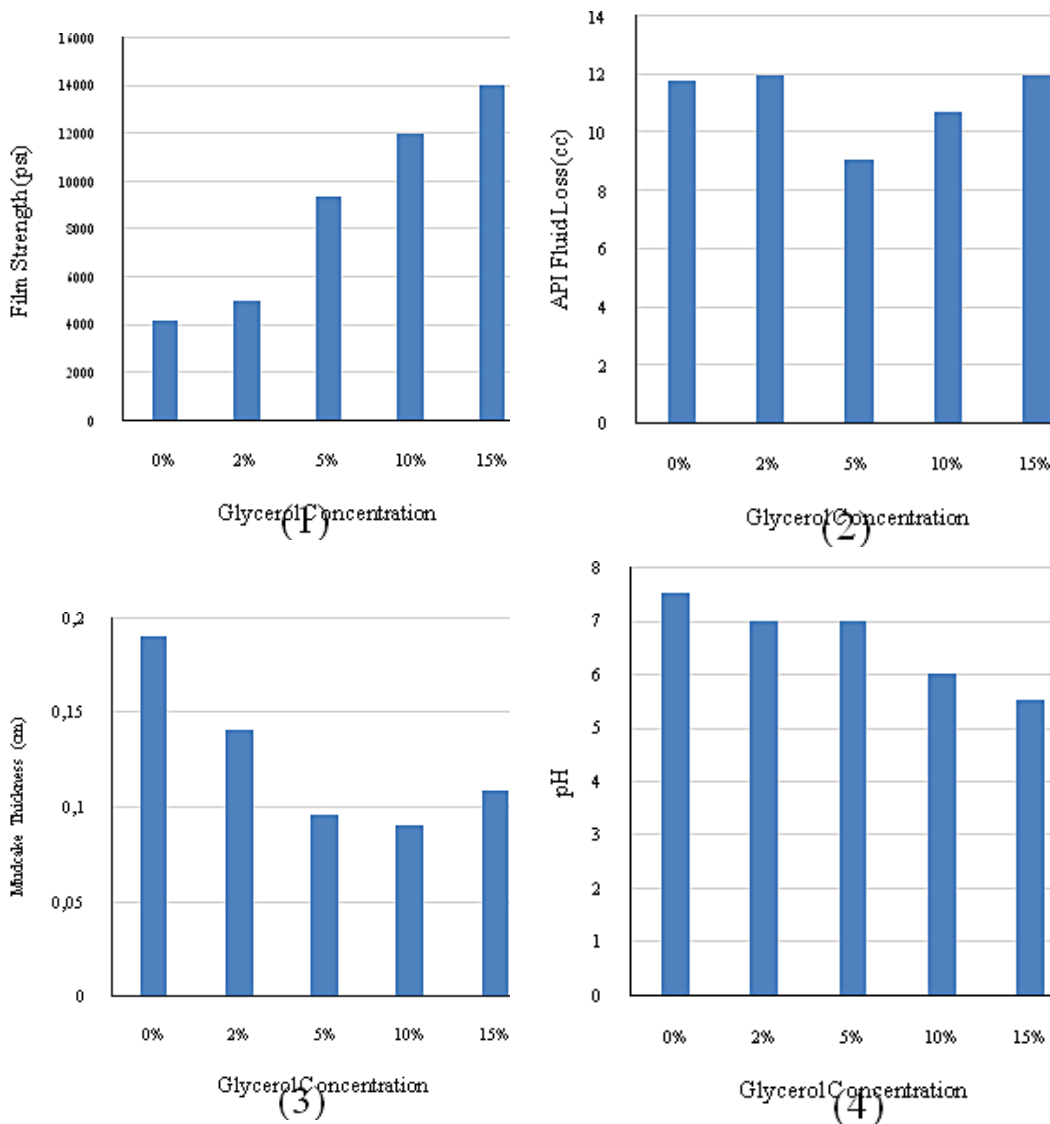 16000
14000
12000
10000
8000
6000
4000
2000
0
Film Strength (psi)
0% 2% 5% 10% 15%
Glycerol Concentration
(1)
14
12
10
8
6
4
2
0
API Fluid Loss(cc)
0% 2% 5% 10% 15%
Glycerol Concentration
(2)
0,2
0,15
0,1
0,05
0
Mudcake Thickness (cm)
0% 2% 5% 10% 15%
Glycerol Concentration
(3)
8
7
6
5
4
3
2
1
0
pH
0% 2% 5% 10% 15%
Glycerol Concentration
(4)